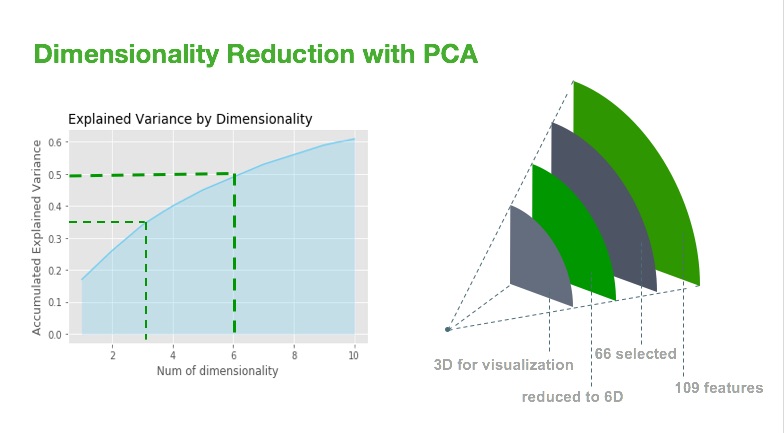 Dimensionality Reduction with PCA
Explained Variance by Dimensionality
Accumulated Explained Variance
0.6
0.5
0.4
0.3
0.2
0.1
0.0
2 4 6 8 10
Num of dimensionality
3D for visualization
reduced to 6D
66 selected
109 features